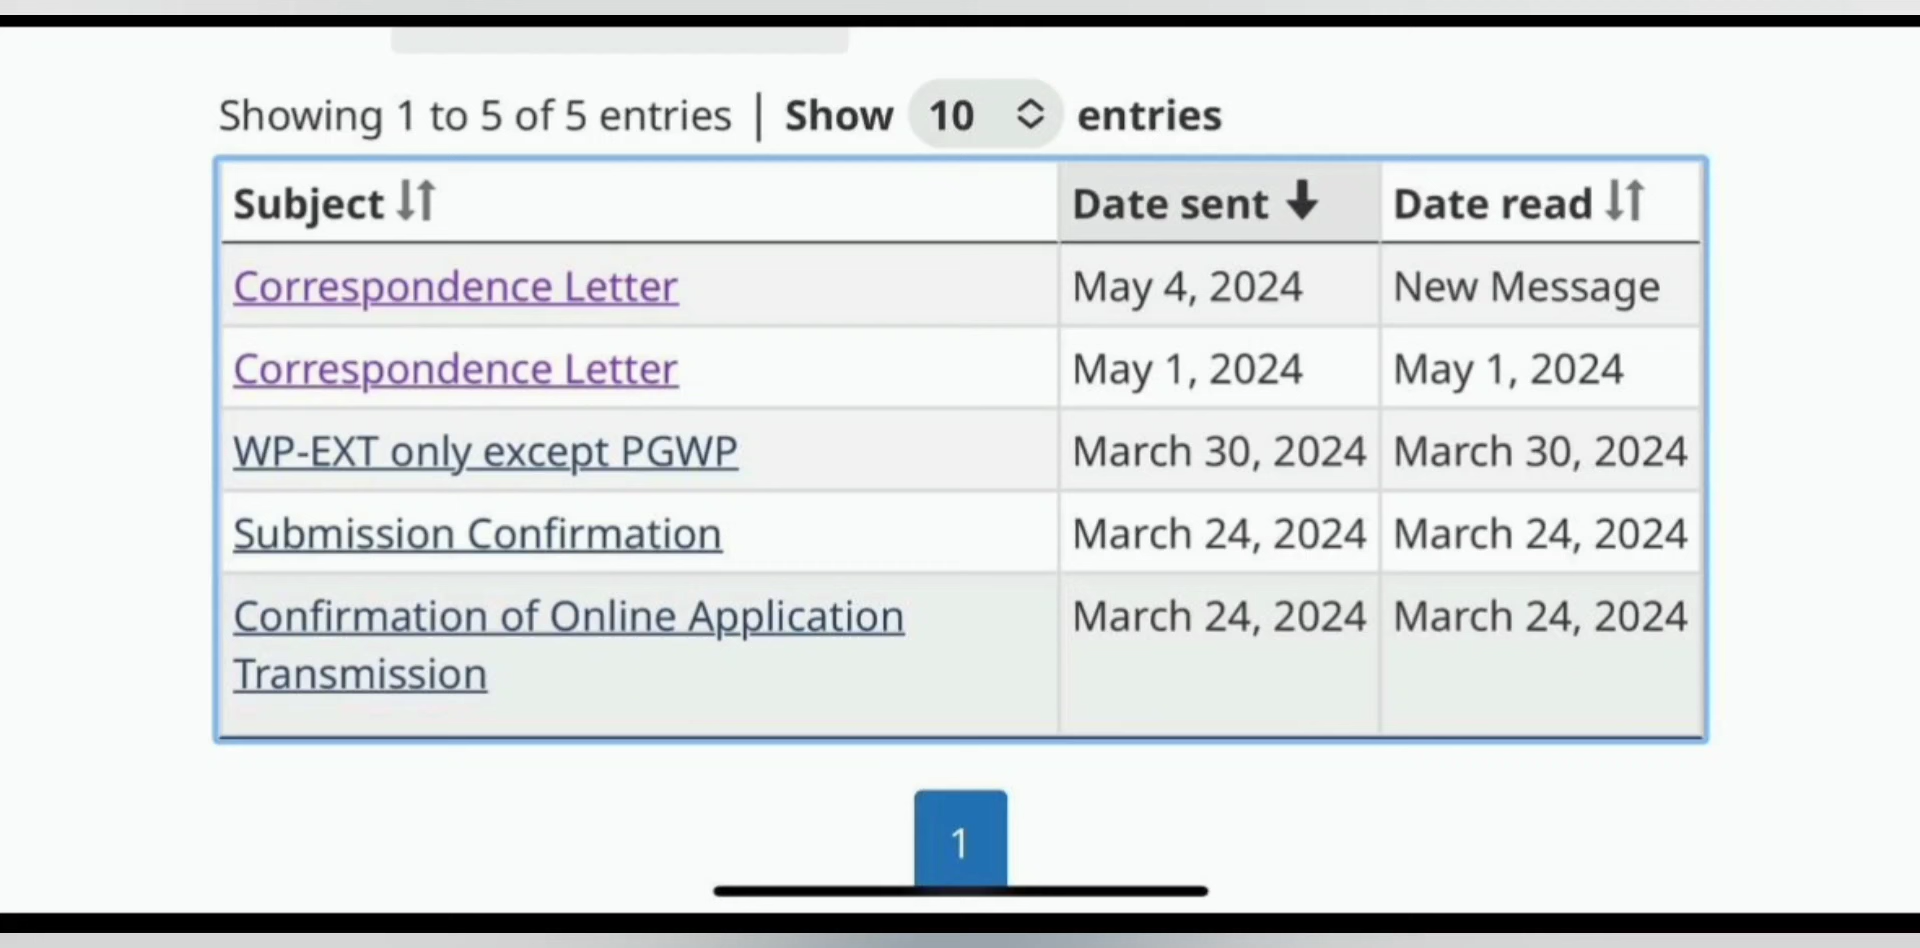 Showing 1 to 5 of 5 entries | Show 10 entries
Subject Date sent Date read
Correspondence Letter May 4, 2024 New Message
Correspondence Letter May 1, 2024 May 1, 2024
WP-EXT only except PGWP March 30, 2024 March 30, 2024
Submission Confirmation March 24, 2024 March 24, 2024
Confirmation of Online Application March 24, 2024 March 24, 2024
Transmission
1